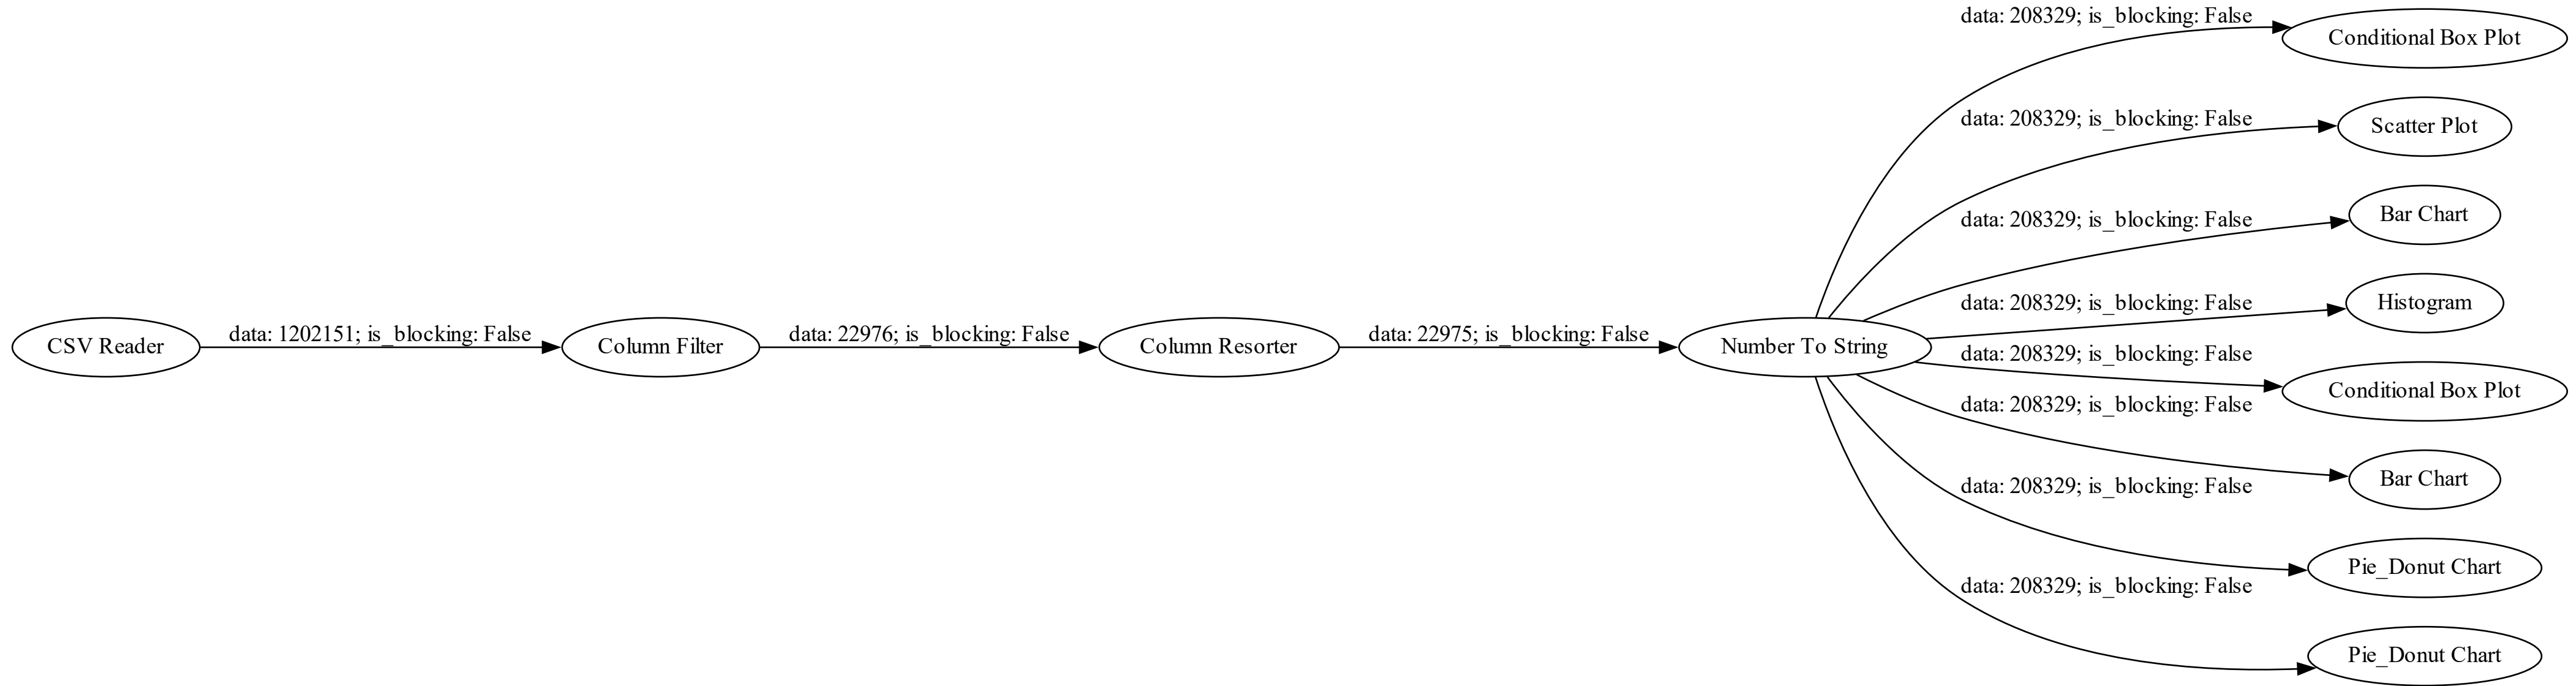 CSV Reader
data: 1202151; is_blocking: False
Column Filter
data: 22976; is_blocking: False
Column Resorter
data: 22975; is_blocking: False
Number To String
data: 208329; is_blocking: False
Conditional Box Plot
data: 208329; is_blocking: False
Scatter Plot
data: 208329; is_blocking: False
Bar Chart
data: 208329; is_blocking: False
Histogram
data: 208329; is_blocking: False
Conditional Box Plot
data: 208329; is_blocking: False
Bar Chart
data: 208329; is_blocking: False
Pie_Donut Chart
data: 208329; is_blocking: False
Pie_Donut Chart